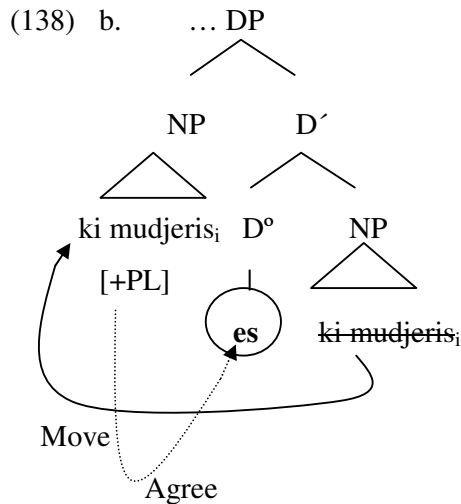 (138) b. … DP
NP D´
ki mudjerisᵢ Dº NP
[+PL]
es ki mudjerisᵢ
Move
Agree